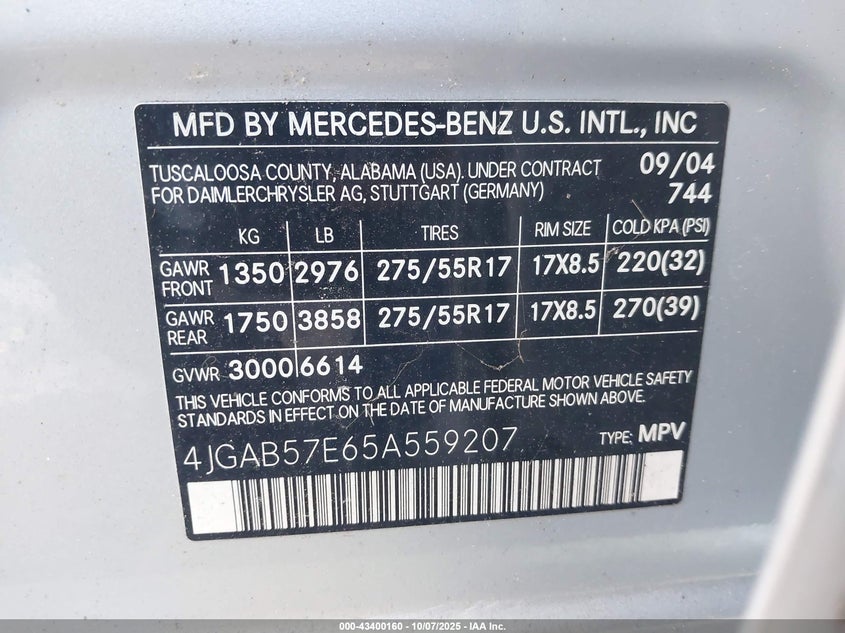 MFD BY MERCEDES-BENZ U.S. INTL., INC
TUSCALOOSA COUNTY, ALABAMA (USA). UNDER CONTRACT 09/04
FOR DAIMLERCHRYSLER AG, STUTTGART (GERMANY) 744
KG LB TIRES RIM SIZE COLD KPA (PSI)
GAWR FRONT 1350 2976 275/55R17 17X8.5 220(32)
GAWR REAR 1750 3858 275/55R17 17X8.5 270(39)
GVWR 3000 6614
THIS VEHICLE CONFORMS TO ALL APPLICABLE FEDERAL MOTOR VEHICLE SAFETY
STANDARDS IN EFFECT ON THE DATE OF MANUFACTURE SHOWN ABOVE.
4JGAB57E65A559207 TYPE: MPV
000-43400160 - 10/07/2025 - IAA Inc.